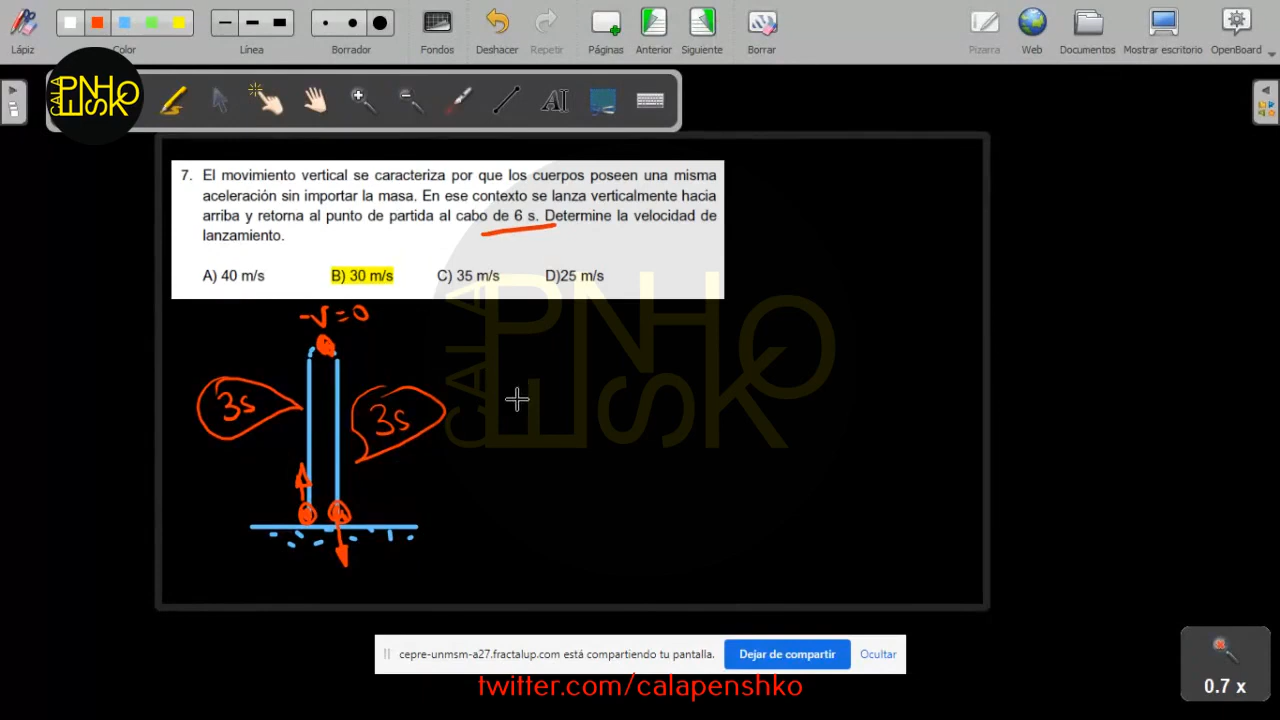 Lápiz
Color
Línea
Borrador
Fondos
Deshacer
Repetir
Páginas
Anterior
Siguiente
Borrar
Pizarra
Web
Documentos
Mostrar escritorio
OpenBoard
CALA PENHOSK
7. El movimiento vertical se caracteriza por que los cuerpos poseen una misma
aceleración sin importar la masa. En ese contexto se lanza verticalmente hacia
arriba y retorna al punto de partida al cabo de 6 s. Determine la velocidad de
lanzamiento.
A) 40 m/s B) 30 m/s C) 35 m/s D)25 m/s
-V=0
3s
3s
CALA PENHOSK
cepre-unmsm-a27.fractalup.com está compartiendo tu pantalla. Dejar de compartir Ocultar
twitter.com/calapenshko
0.7 x